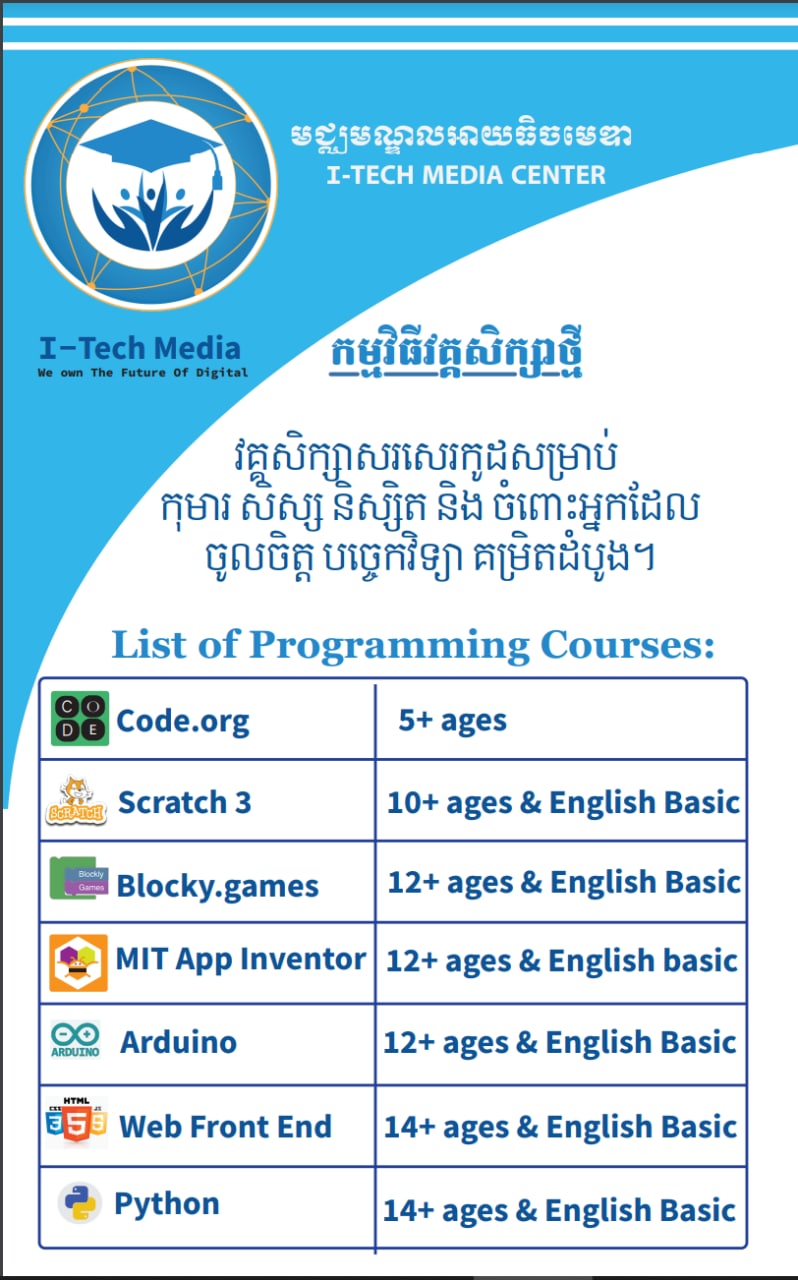 មជ្ឈមណ្ឌលអាយធិចមេឌា
I-TECH MEDIA CENTER
I-Tech Media
We own The Future Of Digital
កម្មវិធីវគ្គសិក្សាថ្មី
វគ្គសិក្សាសរសេរកូដសម្រាប់
កុមារ សិស្ស និស្សិត និង ចំពោះអ្នកដែល
ចូលចិត្ត បច្ចេកវិទ្យា គម្រិតដំបូង។
List of Programming Courses:
CODE Code.org 5+ ages
SCRATCH Scratch 3 10+ ages & English Basic
Blockly Games Blocky.games 12+ ages & English Basic
MIT App Inventor 12+ ages & English basic
ARDUINO Arduino 12+ ages & English Basic
HTML CSS JS 3 5 Web Front End 14+ ages & English Basic
Python 14+ ages & English Basic